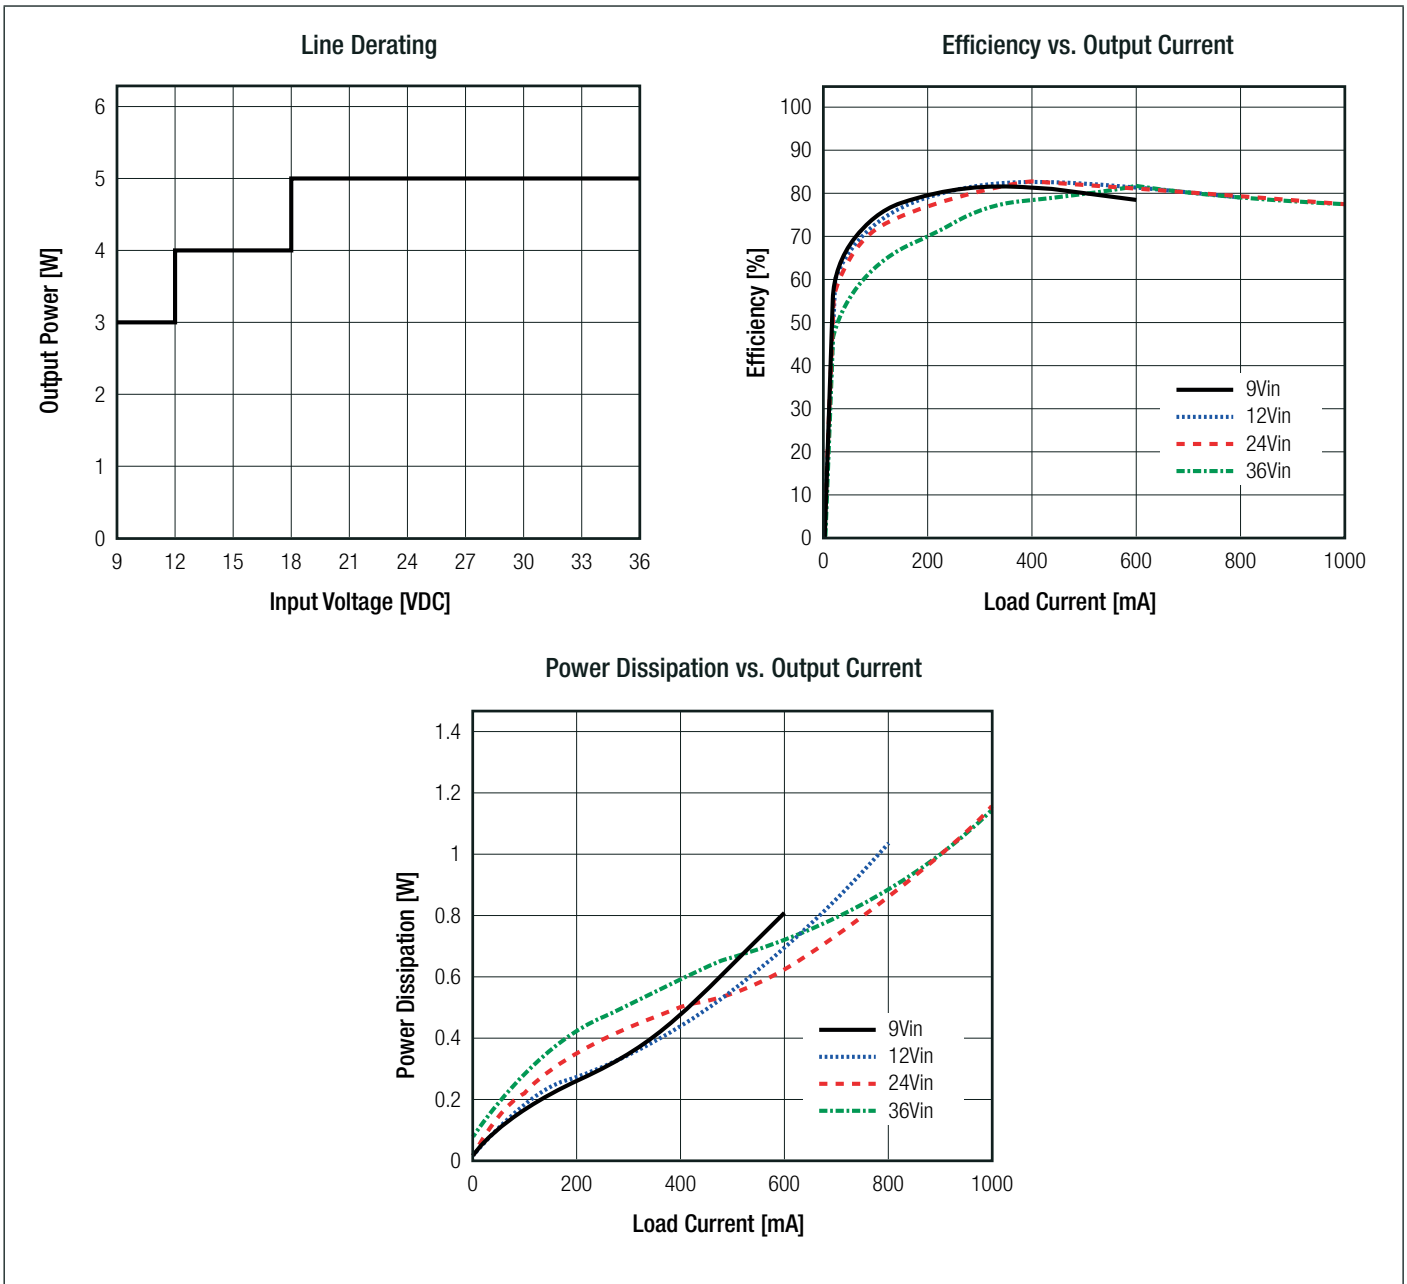 Line Derating
Output Power [W]
6
5
4
3
2
1
0
9 12 15 18 21 24 27 30 33 36
Input Voltage [VDC]
Efficiency vs. Output Current
Efficiency [%]
100
90
80
70
60
50
40
30
20
10
0
9Vin
12Vin
24Vin
36Vin
0 200 400 600 800 1000
Load Current [mA]
Power Dissipation vs. Output Current
Power Dissipation [W]
1.4
1.2
1
0.8
0.6
0.4
0.2
0
9Vin
12Vin
24Vin
36Vin
0 200 400 600 800 1000
Load Current [mA]